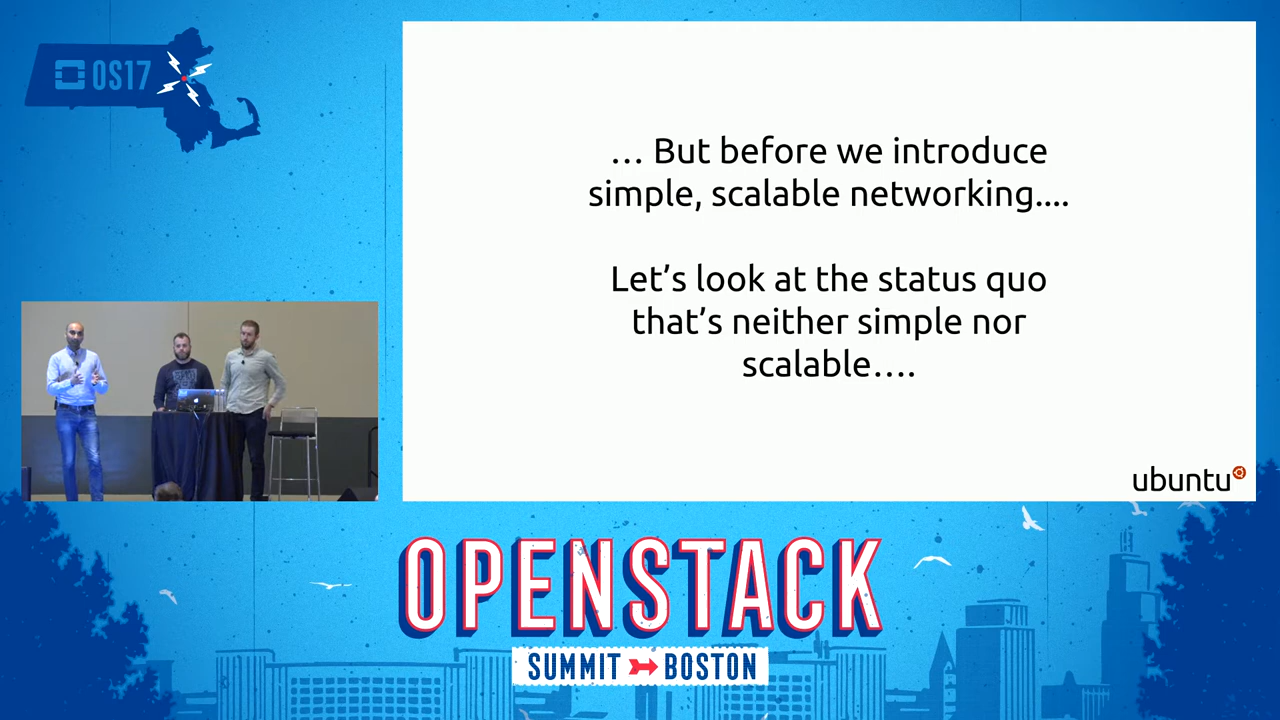 OS17
… But before we introduce
simple, scalable networking....
Let’s look at the status quo
that’s neither simple nor
scalable….
ubuntu
OPENSTACK
SUMMIT BOSTON